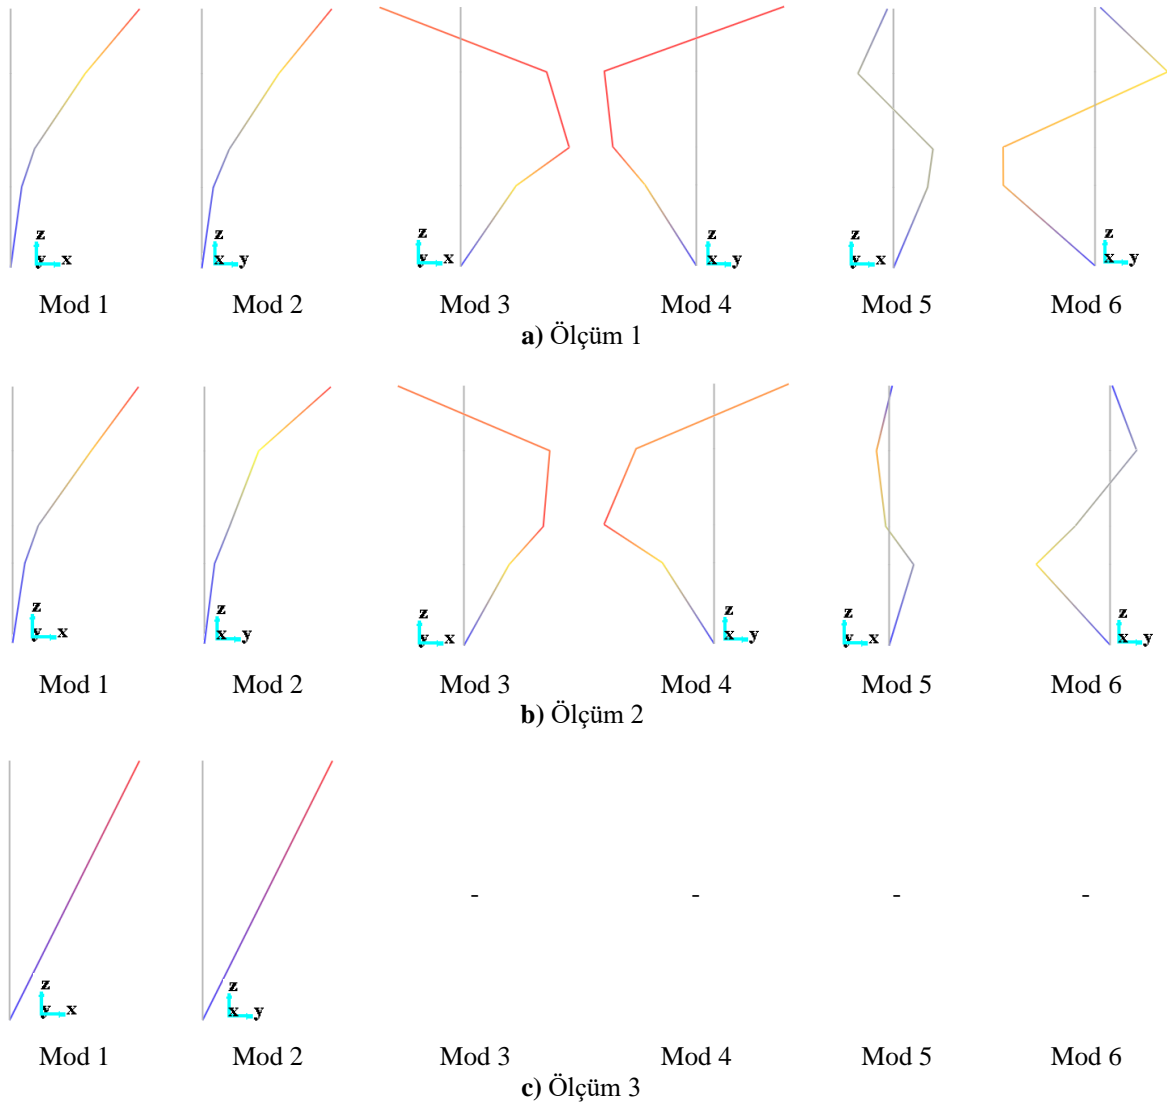 z z z z z z
y x x y y x x y y x x y
Mod 1 Mod 2 Mod 3 Mod 4 Mod 5 Mod 6
a) Ölçüm 1
z z z z z z
y x x y y x x y y x x y
Mod 1 Mod 2 Mod 3 Mod 4 Mod 5 Mod 6
b) Ölçüm 2
- - - -
z z
y x x y
Mod 1 Mod 2 Mod 3 Mod 4 Mod 5 Mod 6
c) Ölçüm 3